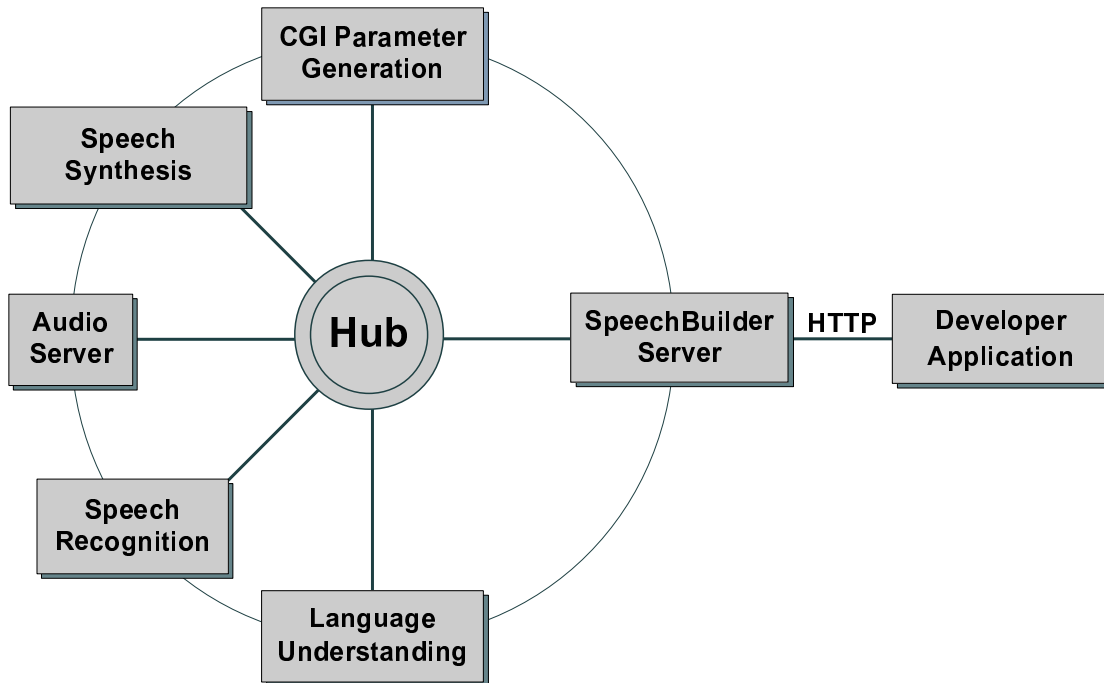 CGI Parameter
Generation
Speech
Synthesis
Audio
Server
Hub
SpeechBuilder
Server
HTTP
Developer
Application
Speech
Recognition
Language
Understanding